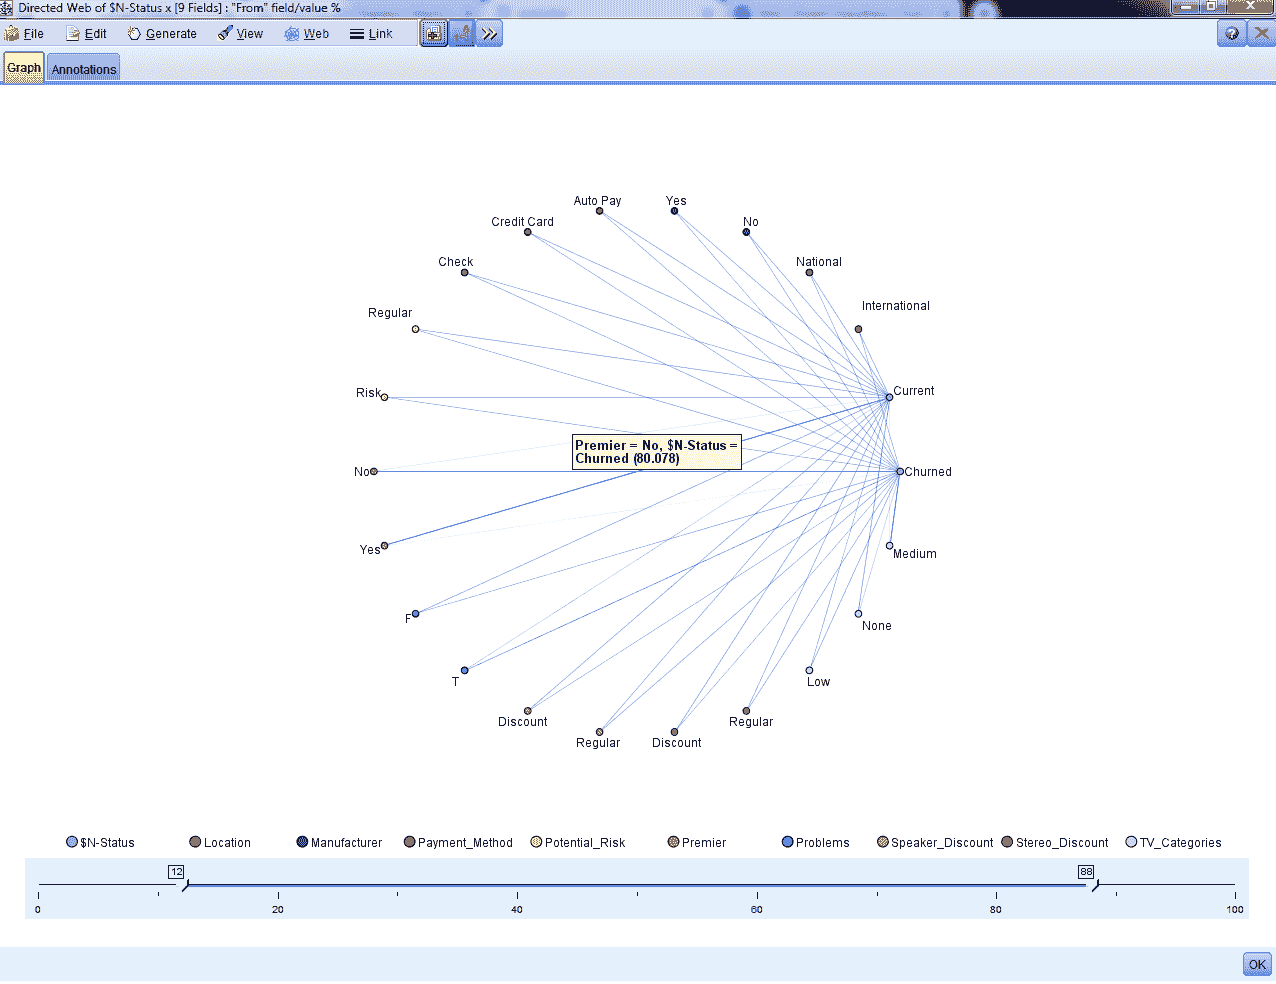 Directed Web of $N-Status x [9 Fields] : "From" field/value %
File Edit Generate View Web Link
Graph Annotations
Auto Pay Yes
Credit Card No
Check National
Regular International
Risk Current
Premier = No, $N-Status =
Churned (80.078)
No Churned
Yes Medium
F None
T Low
Discount Regular
Regular Discount
$N-Status Location Manufacturer Payment_Method Potential_Risk Premier Problems Speaker_Discount Stereo_Discount TV_Categories
12 88
0 20 40 60 80 100
OK